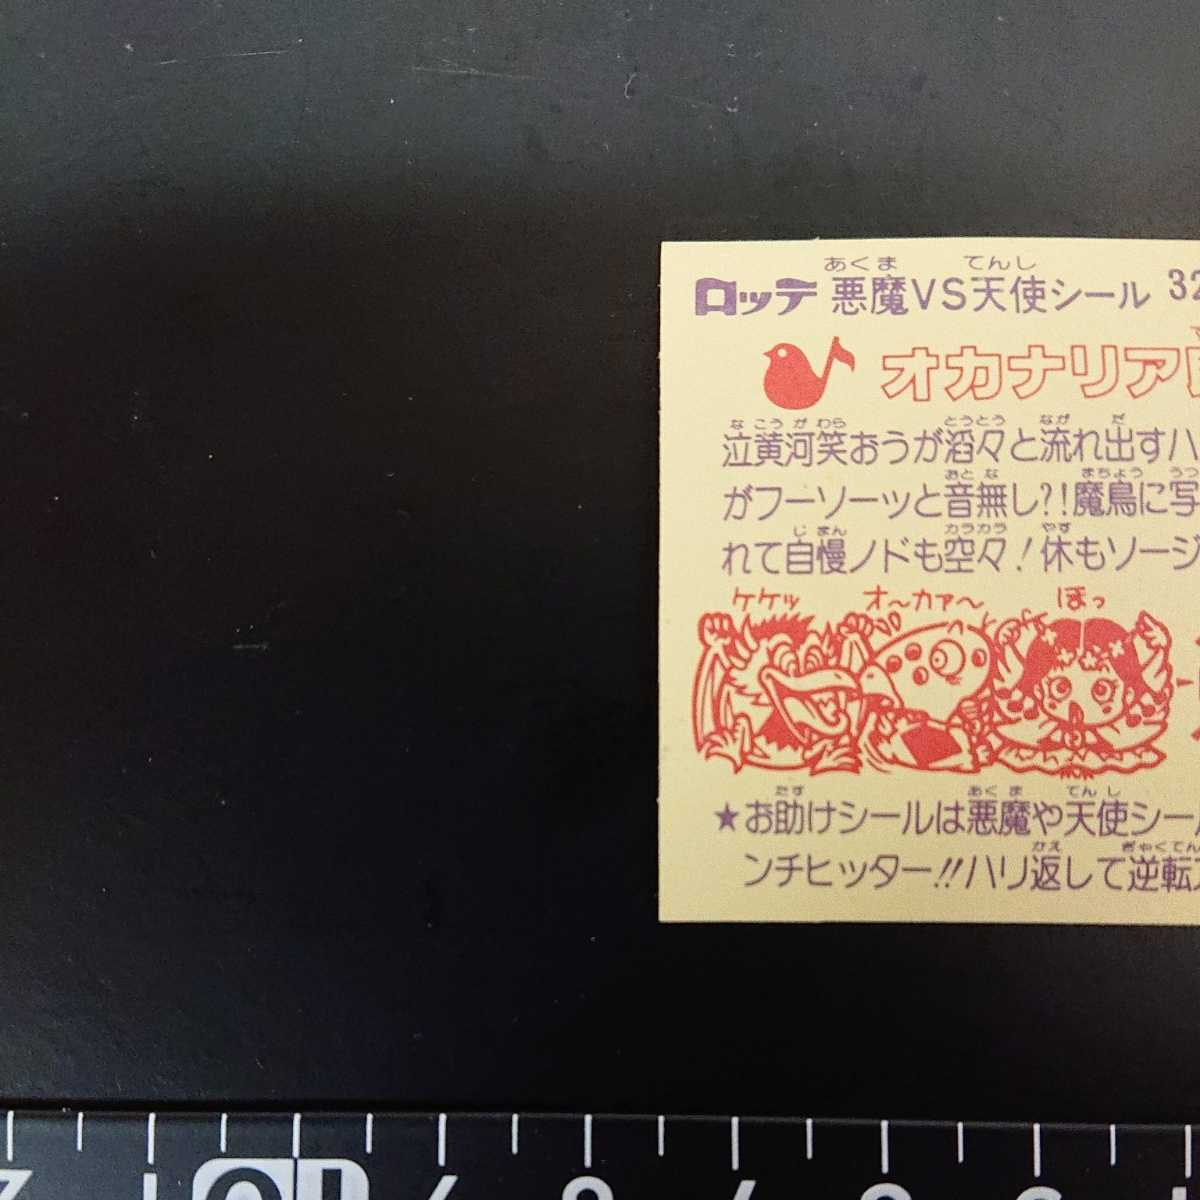 あくま てんし
ロッテ 悪魔VS天使シール 32
オカナリア
なこうがわら とうとう なが だ
泣黄河笑おうが滔々と流れ出すハ
おとな まちょう うつ
がフーソーッと音無し?!魔鳥に写
じまん カラカラ やす
れて自慢ノドも空々!休もソージ
ケケッ オ〜カァ〜 ほっ
たす あくま てんし
★お助けシールは悪魔や天使シール
かえ ぎゃくてん
ンチヒッター!!ハリ返して逆転